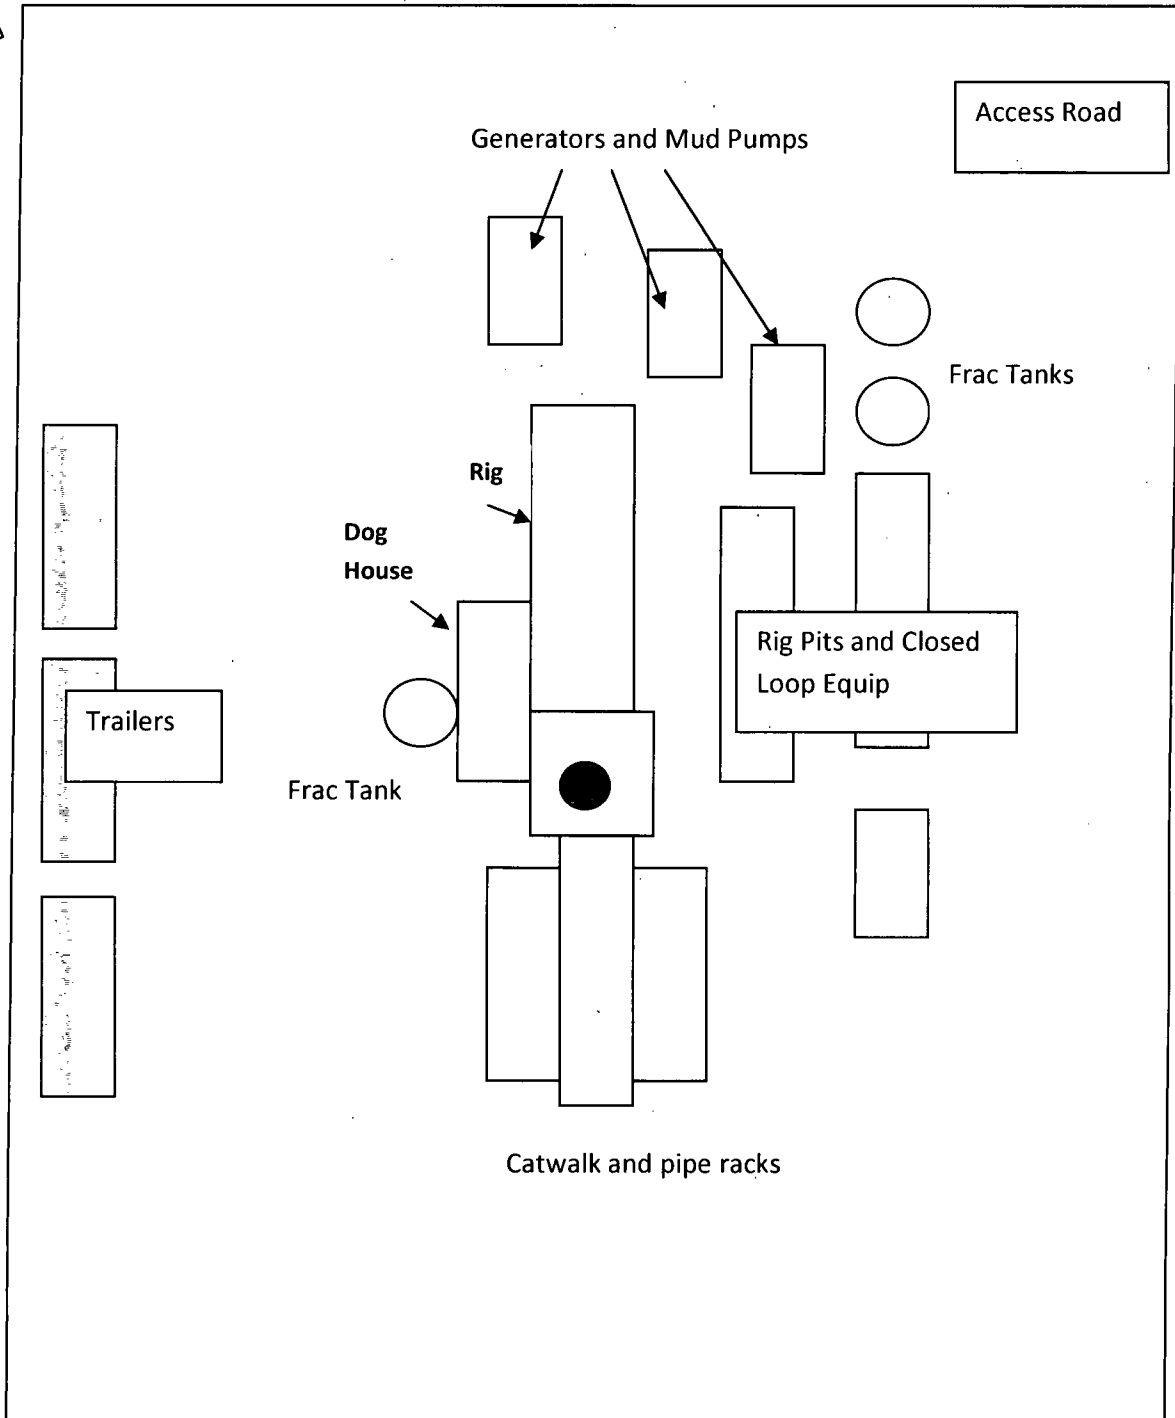 Access Road
Generators and Mud Pumps
Frac Tanks
Rig
Dog
House
Rig Pits and Closed
Loop Equip
Trailers
Frac Tank
Catwalk and pipe racks